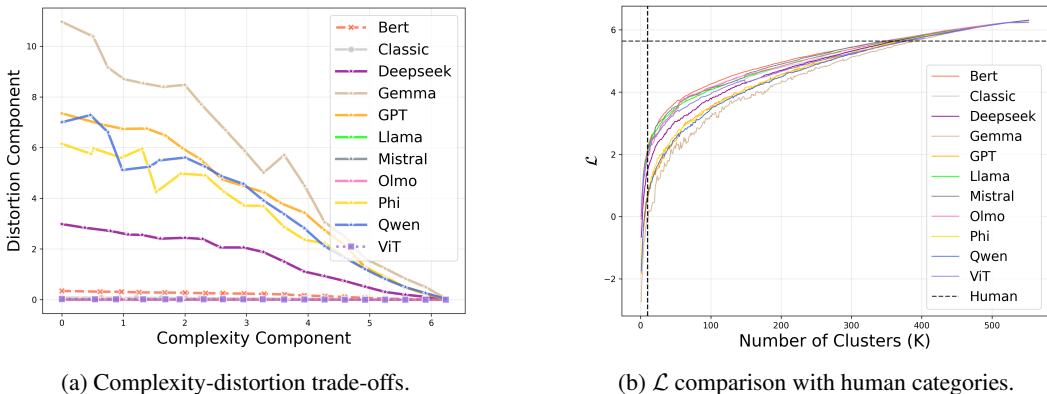 Distortion Component
10
8
6
4
2
0
0 1 2 3 4 5 6
Complexity Component
Bert
Classic
Deepseek
Gemma
GPT
Llama
Mistral
Olmo
Phi
Qwen
ViT
(a) Complexity-distortion trade-offs.
ℒ
6
4
2
0
−2
0 100 200 300 400 500
Number of Clusters (K)
Bert
Classic
Deepseek
Gemma
GPT
Llama
Mistral
Olmo
Phi
Qwen
ViT
Human
(b) ℒ comparison with human categories.